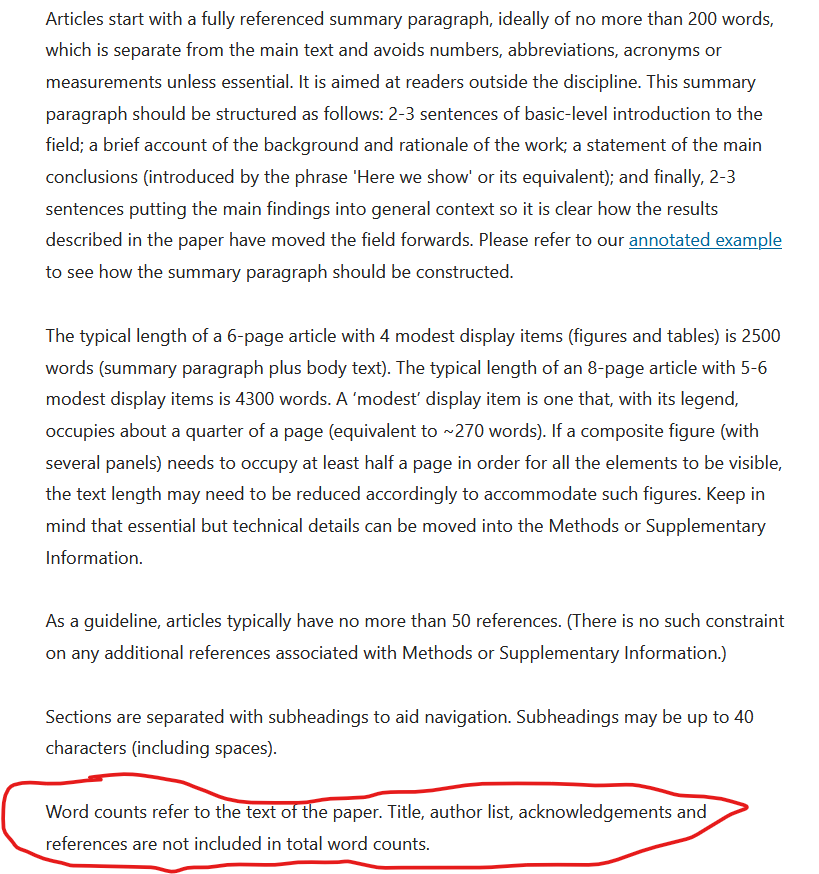 Articles start with a fully referenced summary paragraph, ideally of no more than 200 words,
which is separate from the main text and avoids numbers, abbreviations, acronyms or
measurements unless essential. It is aimed at readers outside the discipline. This summary
paragraph should be structured as follows: 2-3 sentences of basic-level introduction to the
field; a brief account of the background and rationale of the work; a statement of the main
conclusions (introduced by the phrase 'Here we show' or its equivalent); and finally, 2-3
sentences putting the main findings into general context so it is clear how the results
described in the paper have moved the field forwards. Please refer to our annotated example
to see how the summary paragraph should be constructed.
The typical length of a 6-page article with 4 modest display items (figures and tables) is 2500
words (summary paragraph plus body text). The typical length of an 8-page article with 5-6
modest display items is 4300 words. A ‘modest’ display item is one that, with its legend,
occupies about a quarter of a page (equivalent to ~270 words). If a composite figure (with
several panels) needs to occupy at least half a page in order for all the elements to be visible,
the text length may need to be reduced accordingly to accommodate such figures. Keep in
mind that essential but technical details can be moved into the Methods or Supplementary
Information.
As a guideline, articles typically have no more than 50 references. (There is no such constraint
on any additional references associated with Methods or Supplementary Information.)
Sections are separated with subheadings to aid navigation. Subheadings may be up to 40
characters (including spaces).
Word counts refer to the text of the paper. Title, author list, acknowledgements and
references are not included in total word counts.